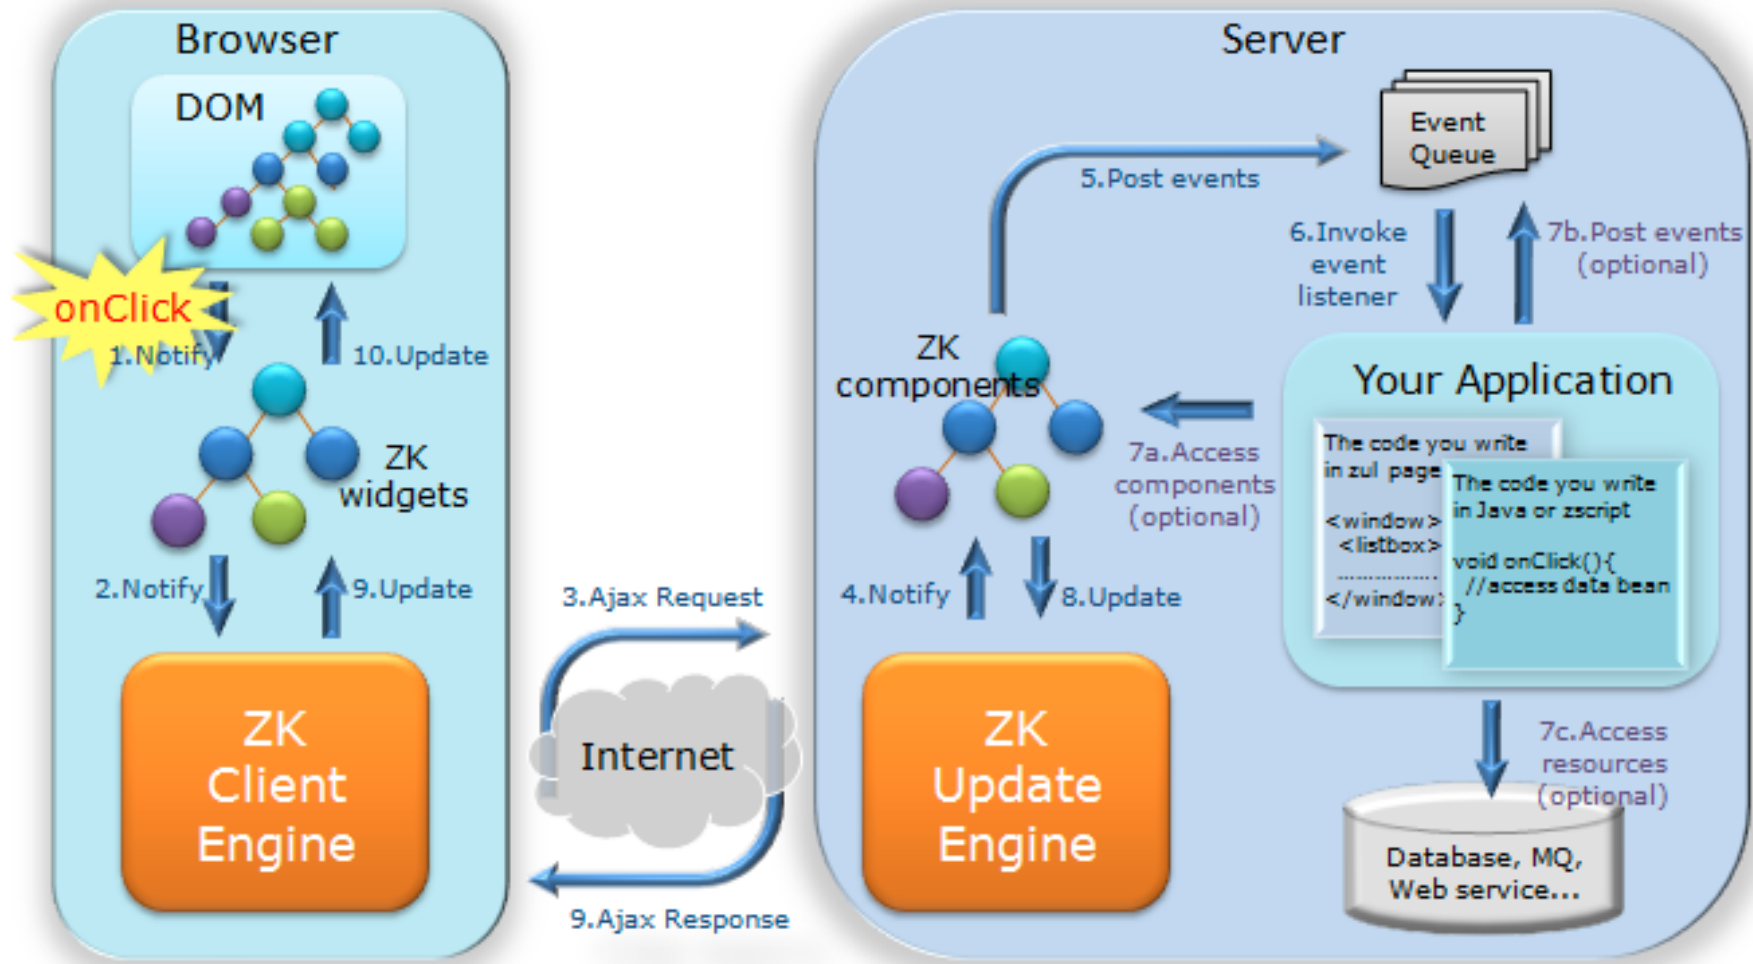 Browser
DOM
onClick
1.Notify
10.Update
ZK
widgets
2.Notify
9.Update
ZK
Client
Engine
3.Ajax Request
Internet
9.Ajax Response
Server
Event
Queue
5.Post events
6.Invoke
event
listener
7b.Post events
(optional)
ZK
components
7a.Access
components
(optional)
4.Notify
8.Update
ZK
Update
Engine
Your Application
The code you write
in zul page
<window>
<listbox>
................
</window>
The code you write
in Java or zscript
void onClick(){
//access data bean
}
7c.Access
resources
(optional)
Database, MQ,
Web service...